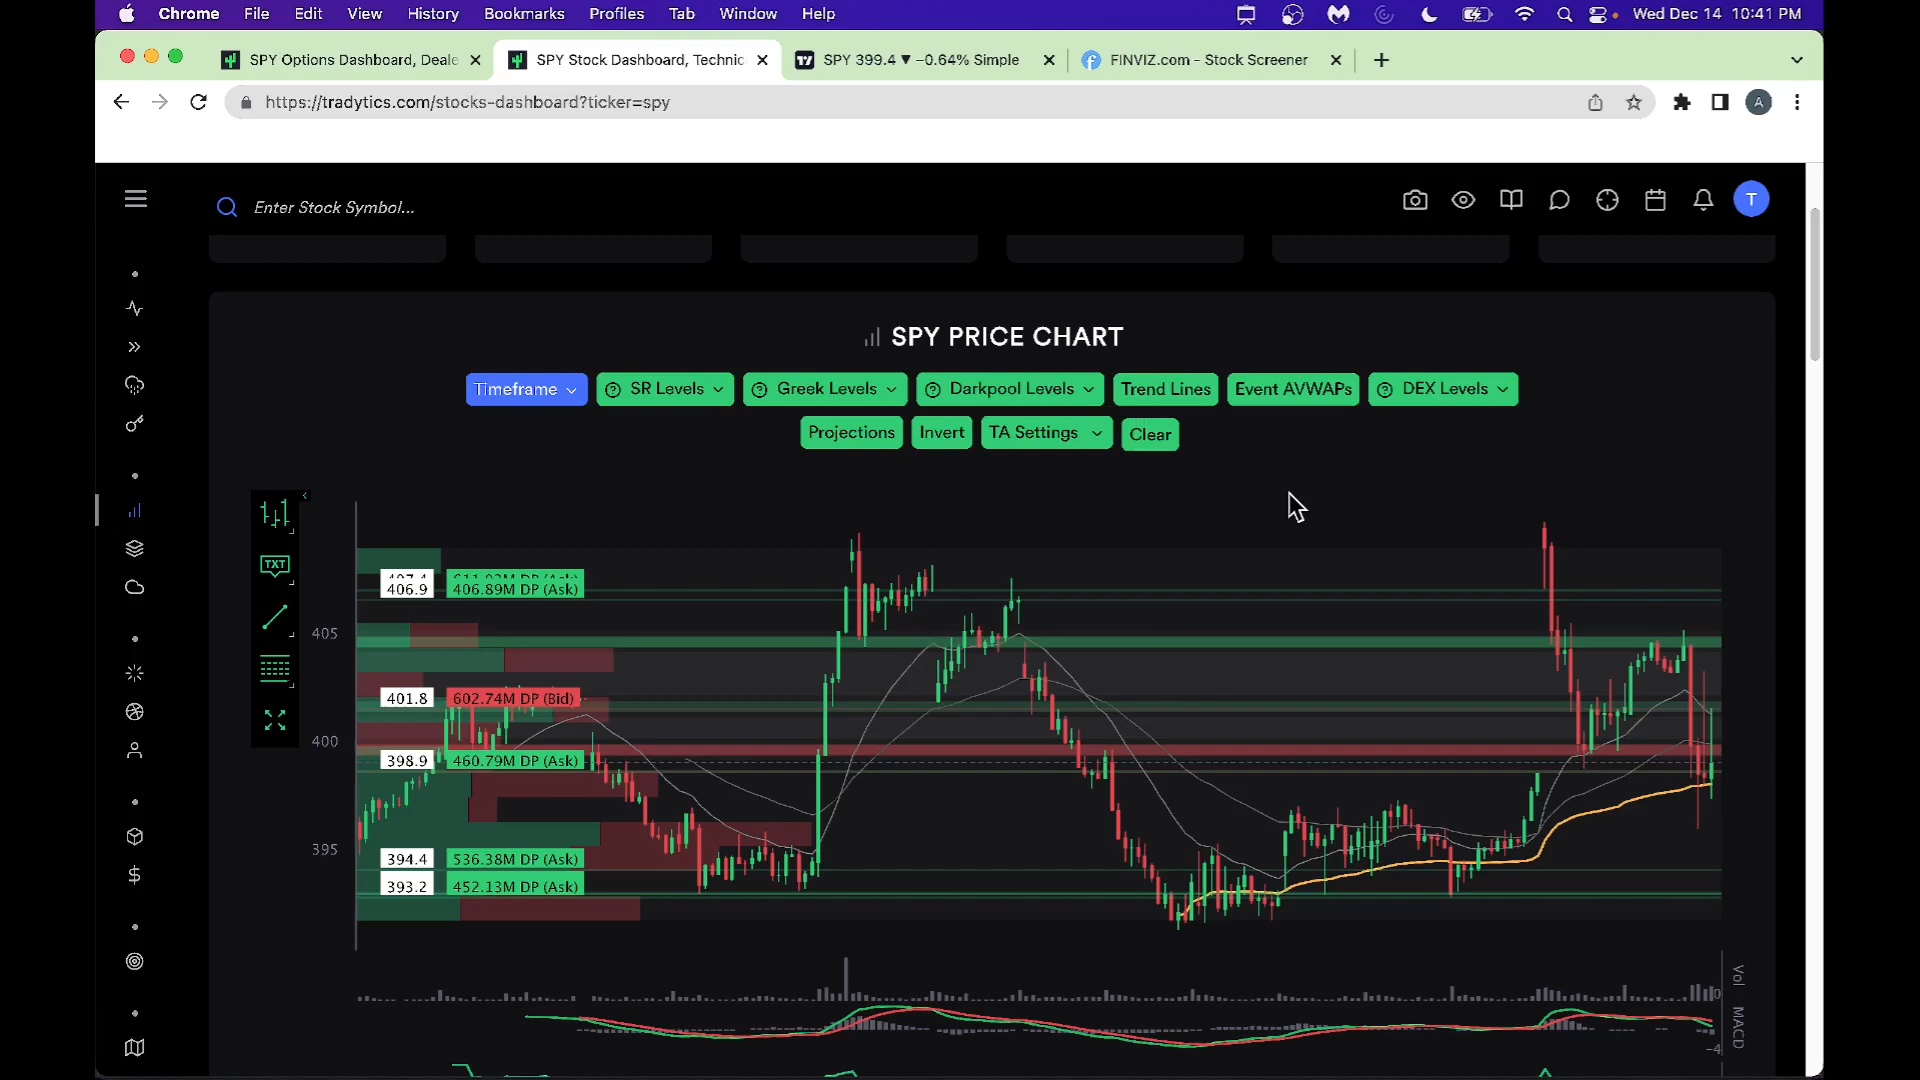 Chrome File Edit View History Bookmarks Profiles Tab Window Help Wed Dec 14 10:41 PM
SPY Options Dashboard, Deale SPY Stock Dashboard, Technic SPY 399.4 ▼ −0.64% Simple FINVIZ.com - Stock Screener
https://tradytics.com/stocks-dashboard?ticker=spy
A
Enter Stock Symbol...
T
SPY PRICE CHART
Timeframe SR Levels Greek Levels Darkpool Levels Trend Lines Event AVWAPs DEX Levels
Projections Invert TA Settings Clear
TXT
406.9 406.89M DP (Ask)
405
401.8 602.74M DP (Bid)
400
398.9 460.79M DP (Ask)
395
394.4 536.38M DP (Ask)
393.2 452.13M DP (Ask)
Vol
0
MACD
−4